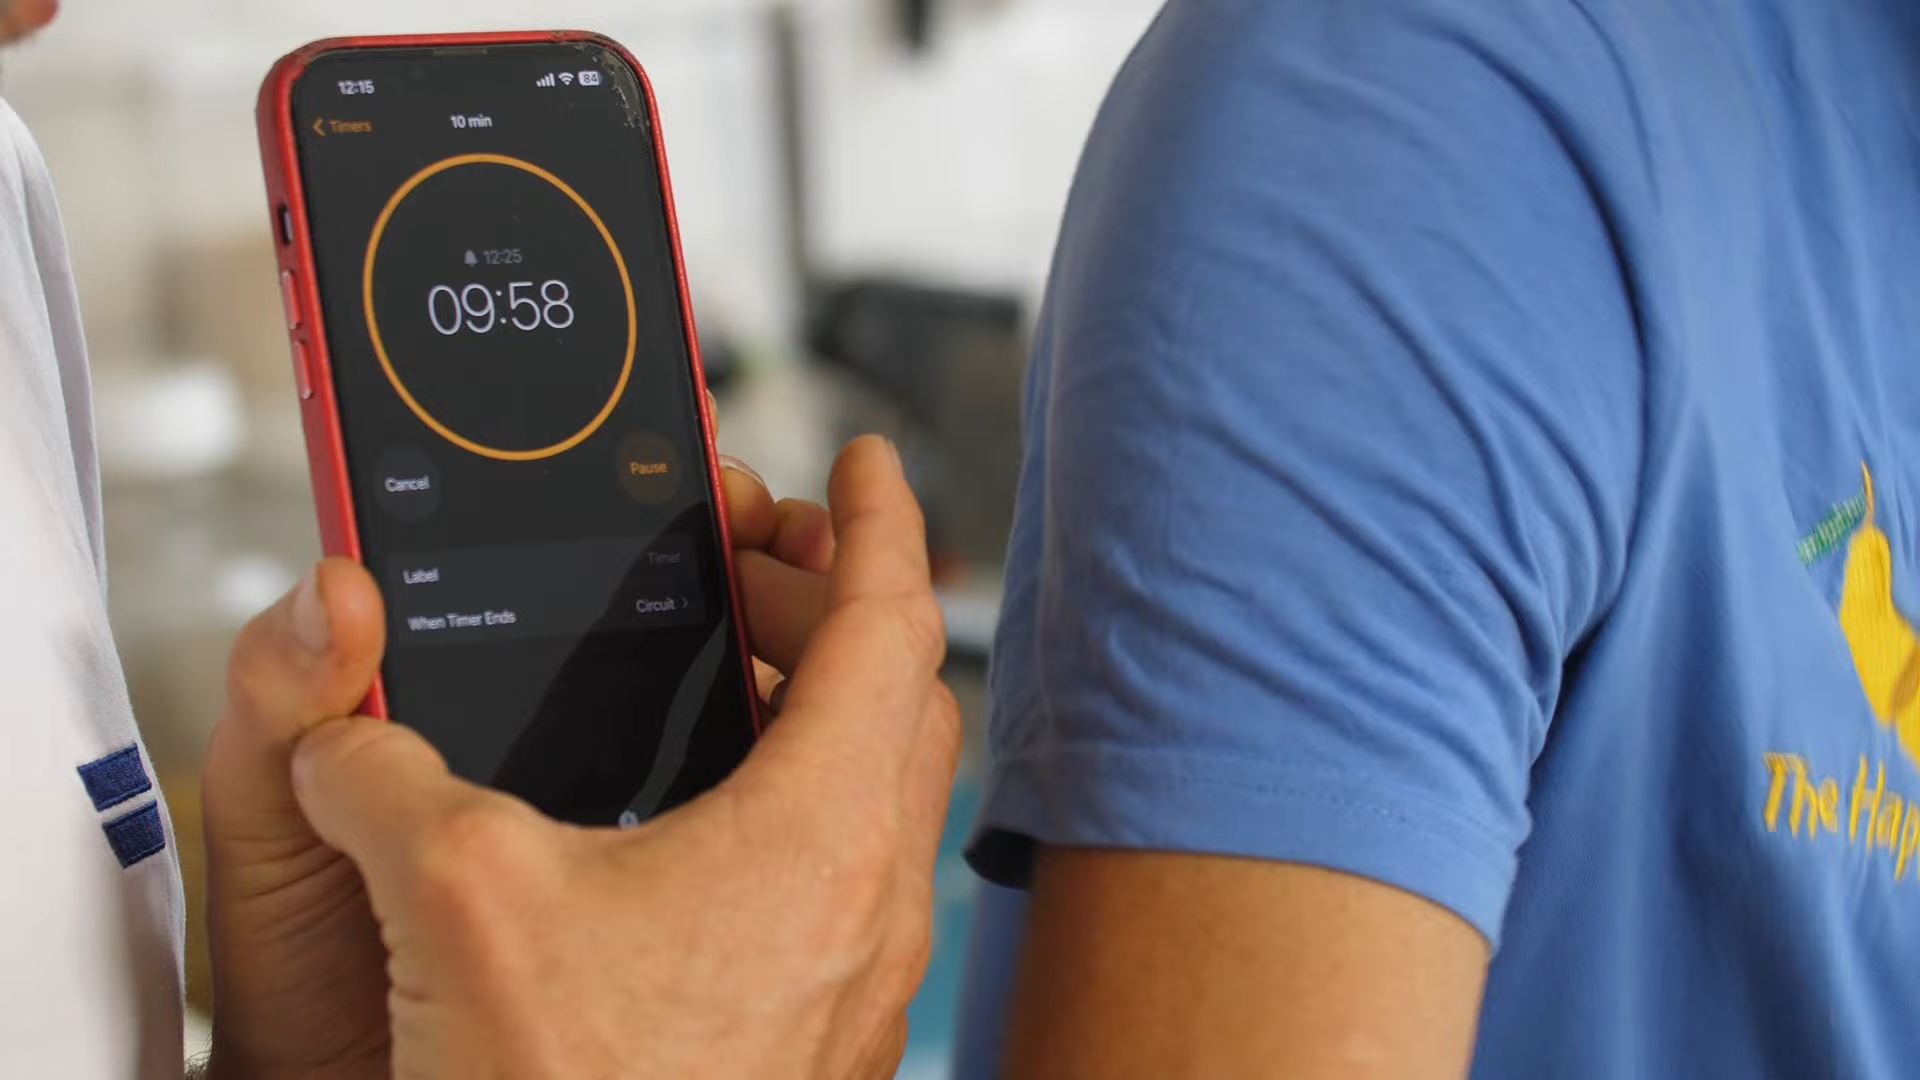 12:15
84
Timers
10 min
12:25
09:58
Cancel
Pause
Label
Timer
When Timer Ends
Circuit
The Hap